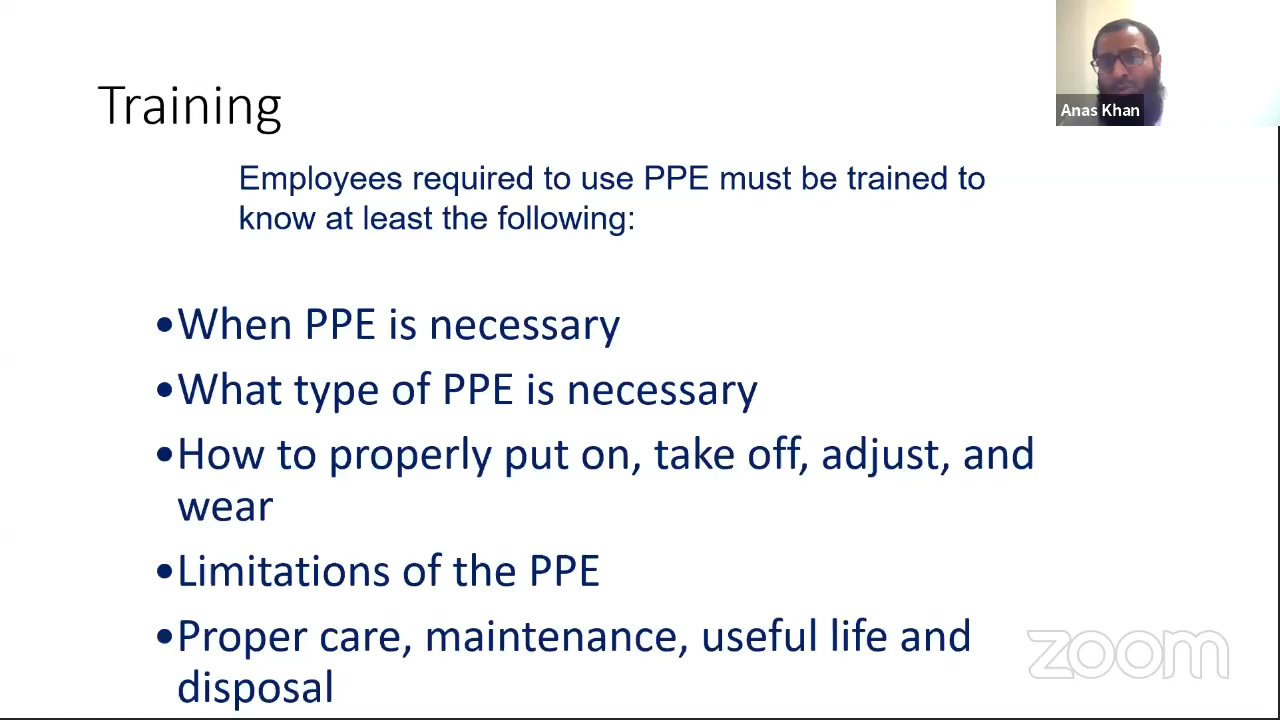 Training
Anas Khan
Employees required to use PPE must be trained to
know at least the following:
•When PPE is necessary
•What type of PPE is necessary
•How to properly put on, take off, adjust, and
wear
•Limitations of the PPE
•Proper care, maintenance, useful life and
disposal
zoom